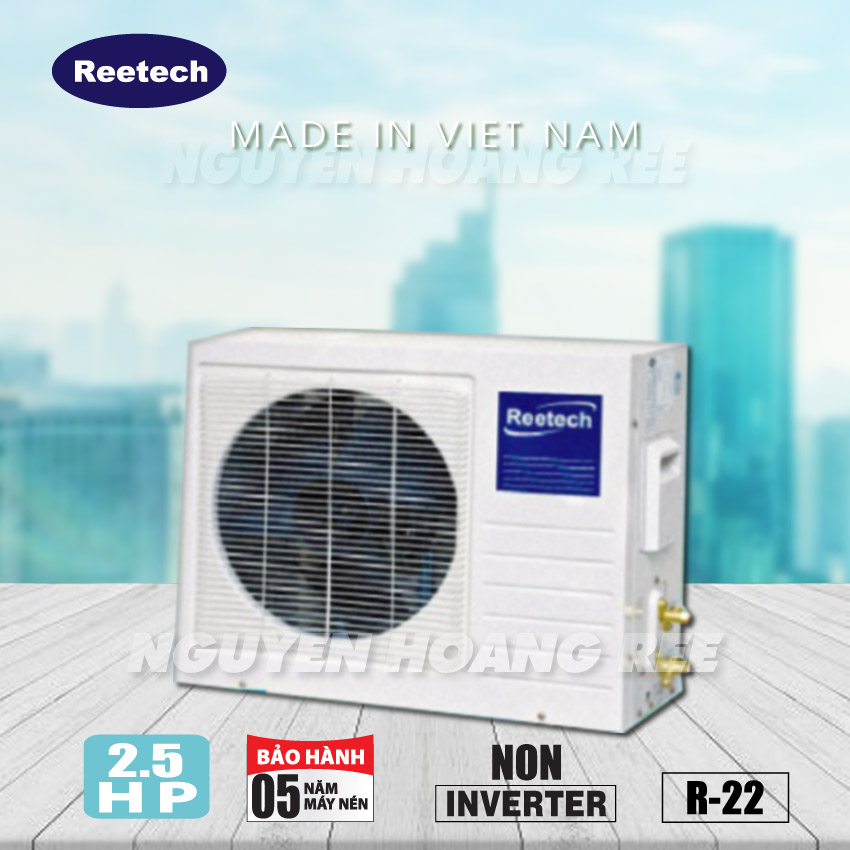 Reetech
MADE IN VIET NAM
NGUYEN HOANG REE
Reetech
NGUYEN HOANG REE
2.5
HP
BẢO HÀNH
05 NĂM
MÁY NÉN
NON
INVERTER
R-22